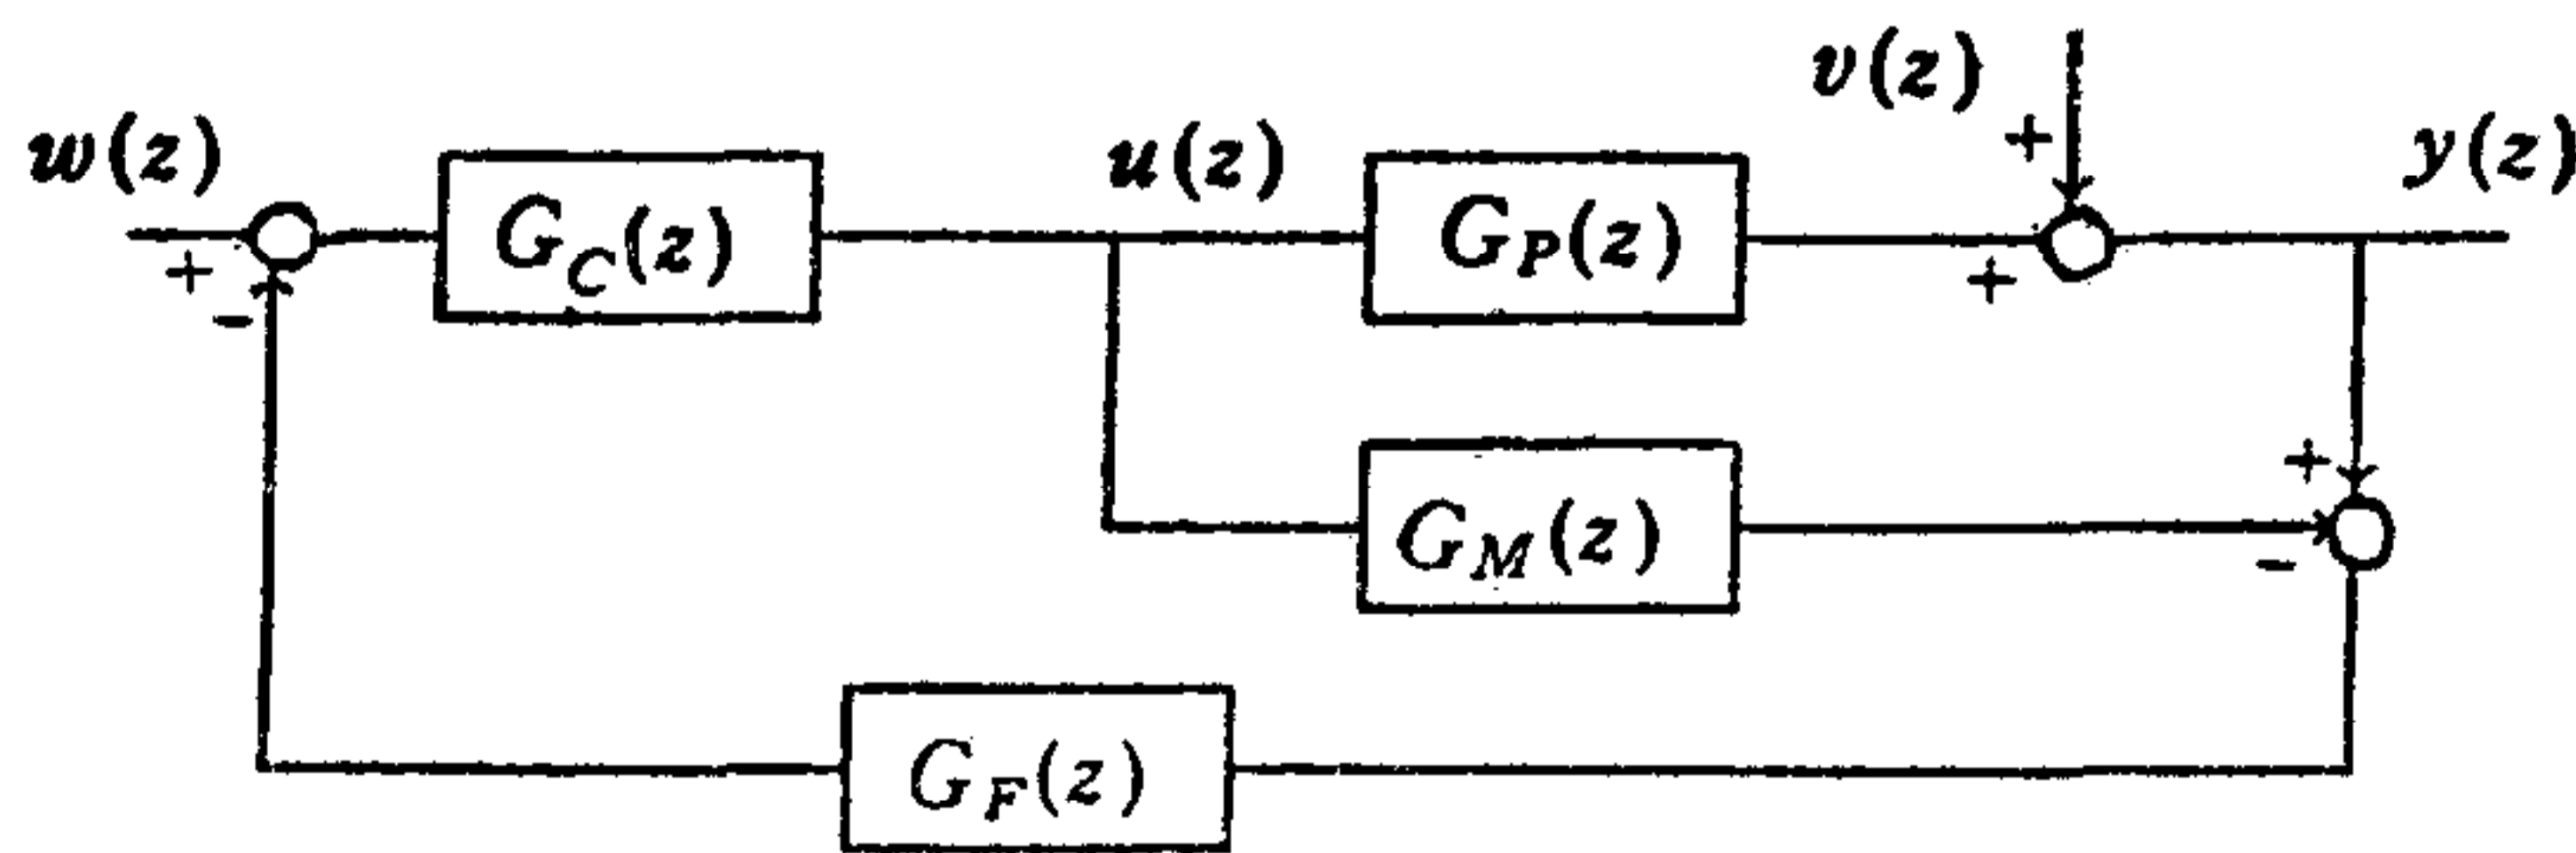 v(z)
w(z)
u(z)
y(z)
+
G_C(z)
G_P(z)
+
-
+
+
G_M(z)
-
G_F(z)